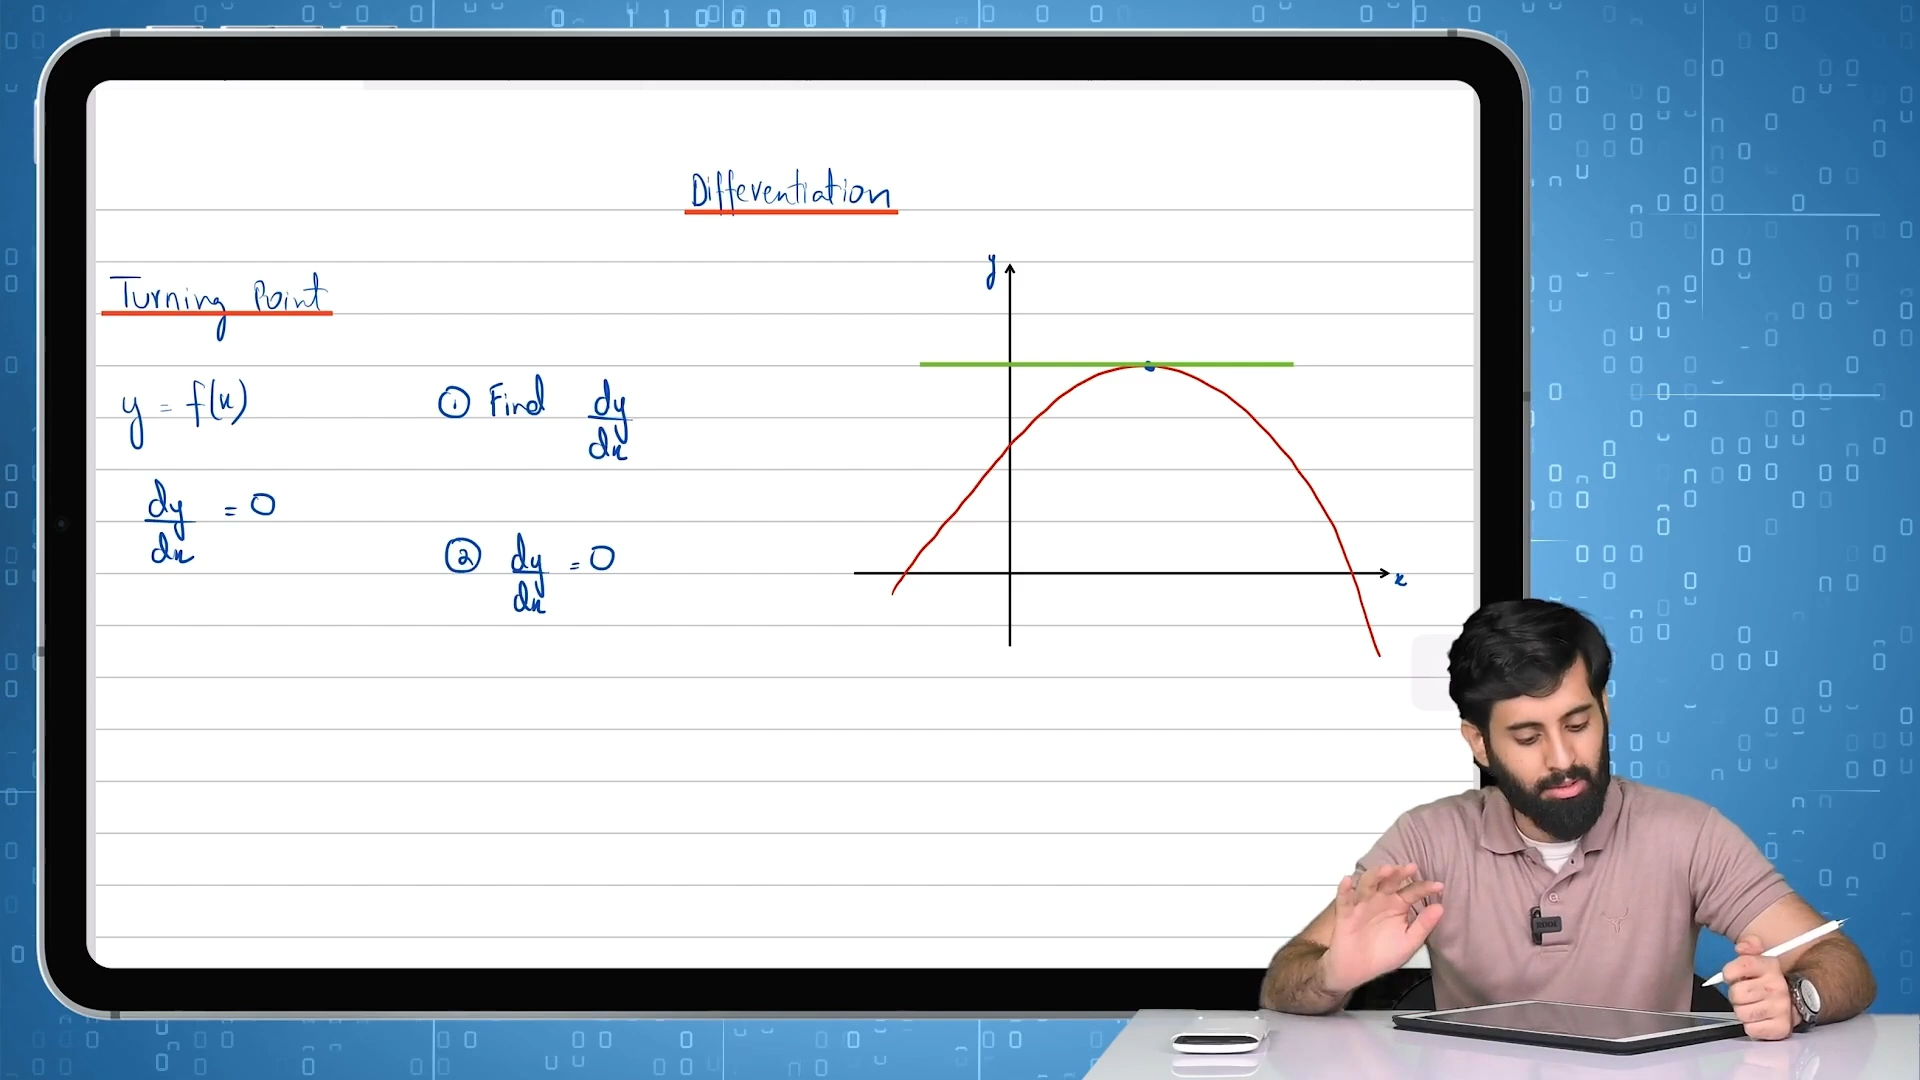 Differentiation
Turning Point
y = f(x)
dy/dx = 0
① Find dy/dx
② dy/dx = 0
y
x